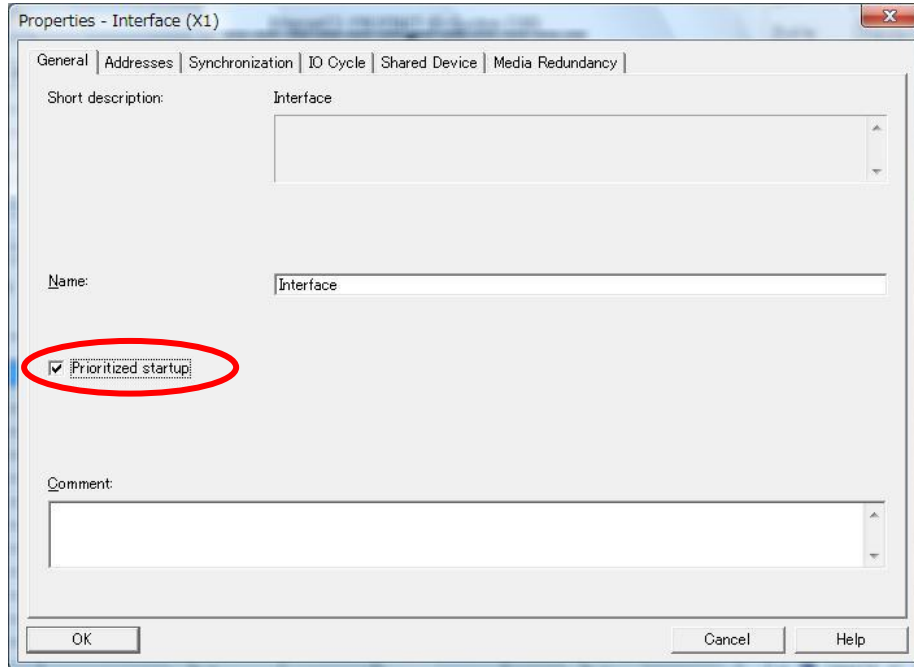 Properties - Interface (X1)
General Addresses Synchronization IO Cycle Shared Device Media Redundancy
Short description: Interface
Name: Interface
Prioritized startup
Comment:
OK Cancel Help